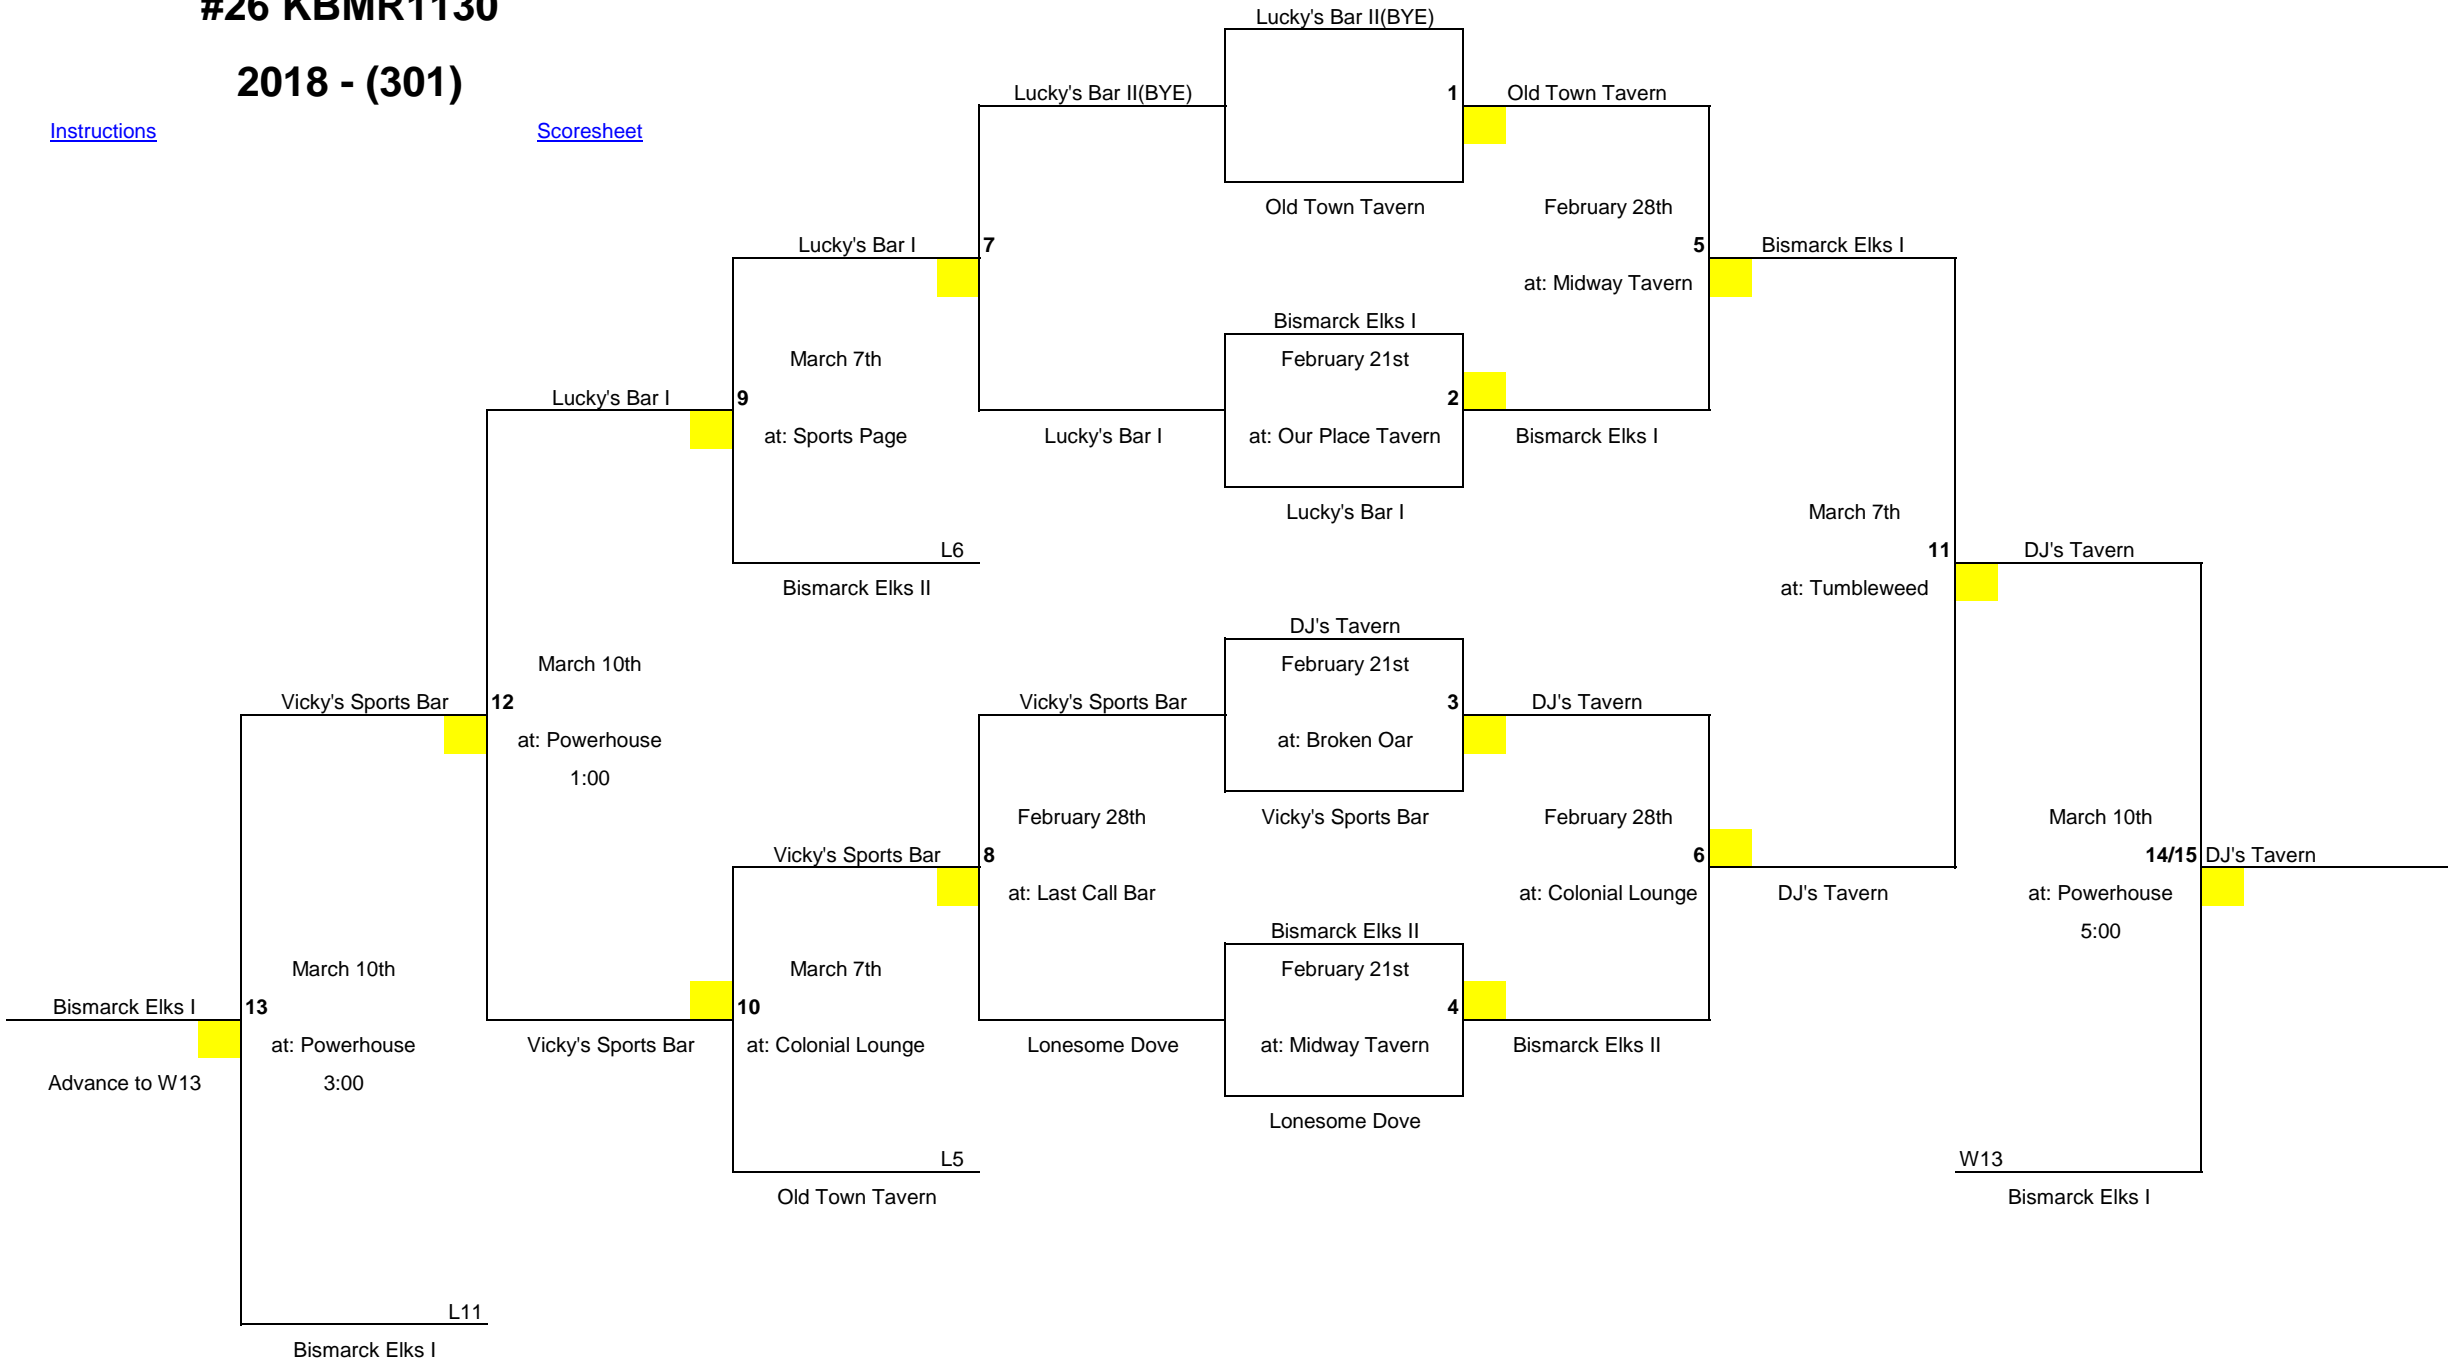 #26 KBMR1130
2018 - (301)
Instructions
Scoresheet
Lucky's Bar II(BYE)
Lucky's Bar II(BYE)
1
Old Town Tavern
Old Town Tavern
February 28th
Lucky's Bar I
7
5
Bismarck Elks I
at: Midway Tavern
Bismarck Elks I
March 7th
February 21st
Lucky's Bar I
9
2
at: Sports Page
Lucky's Bar I
at: Our Place Tavern
Bismarck Elks I
Lucky's Bar I
March 7th
L6
11
DJ's Tavern
Bismarck Elks II
at: Tumbleweed
DJ's Tavern
March 10th
February 21st
Vicky's Sports Bar
12
Vicky's Sports Bar
3
DJ's Tavern
at: Powerhouse
at: Broken Oar
1:00
February 28th
Vicky's Sports Bar
February 28th
March 10th
Vicky's Sports Bar
8
6
14/15
DJ's Tavern
at: Last Call Bar
at: Colonial Lounge
DJ's Tavern
at: Powerhouse
Bismarck Elks II
5:00
March 10th
March 7th
February 21st
Bismarck Elks I
13
10
4
at: Powerhouse
Vicky's Sports Bar
at: Colonial Lounge
Lonesome Dove
at: Midway Tavern
Bismarck Elks II
Advance to W13
3:00
Lonesome Dove
L5
W13
Old Town Tavern
Bismarck Elks I
L11
Bismarck Elks I